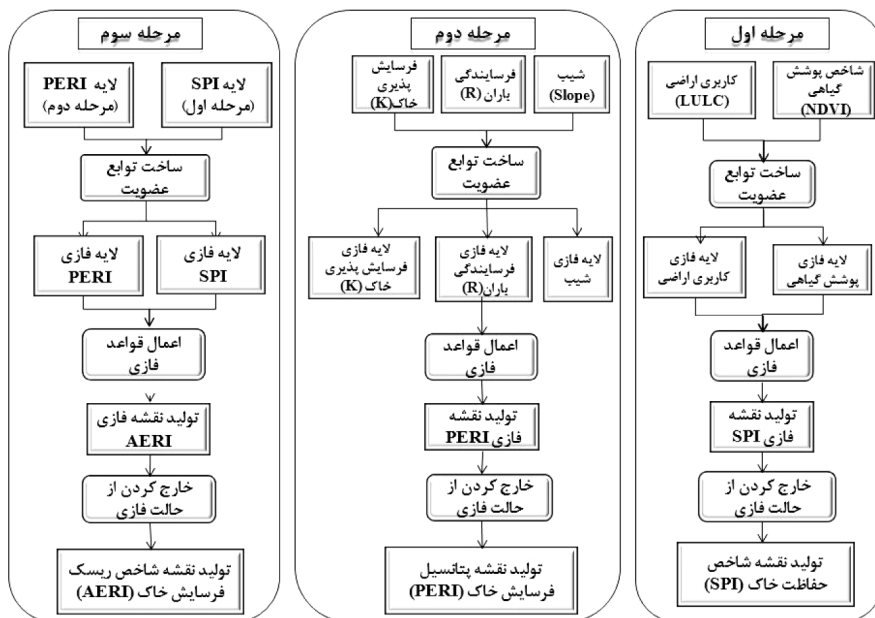 مرحله اول
شاخص پوشش
گیاهی
(NDVI)
کاربری اراضی
(LULC)
ساخت توابع
عضویت
لایه فازی
پوشش گیاهی
لایه فازی
کاربری اراضی
اعمال قواعد
فازی
تولید نقشه
فازی SPI
خارج کردن از
حالت فازی
تولید نقشه شاخص
حفاظت خاک (SPI)
مرحله دوم
شیب
(Slope)
فرسایندگی
باران (R)
فرسایش
پذیری
خاک(K)
ساخت توابع
عضویت
لایه فازی
شیب
لایه فازی
فرسایندگی
باران(R)
لایه فازی
فرسایش پذیری
خاک (K)
اعمال قواعد
فازی
تولید نقشه
فازی PERI
خارج کردن از
حالت فازی
تولید نقشه پتانسیل
فرسایش خاک (PERI)
مرحله سوم
لایه SPI
(مرحله اول)
لایه PERI
(مرحله دوم)
ساخت توابع
عضویت
لایه فازی
SPI
لایه فازی
PERI
اعمال قواعد
فازی
تولید نقشه فازی
AERI
خارج کردن از
حالت فازی
تولید نقشه شاخص ریسک
فرسایش خاک (AERI)